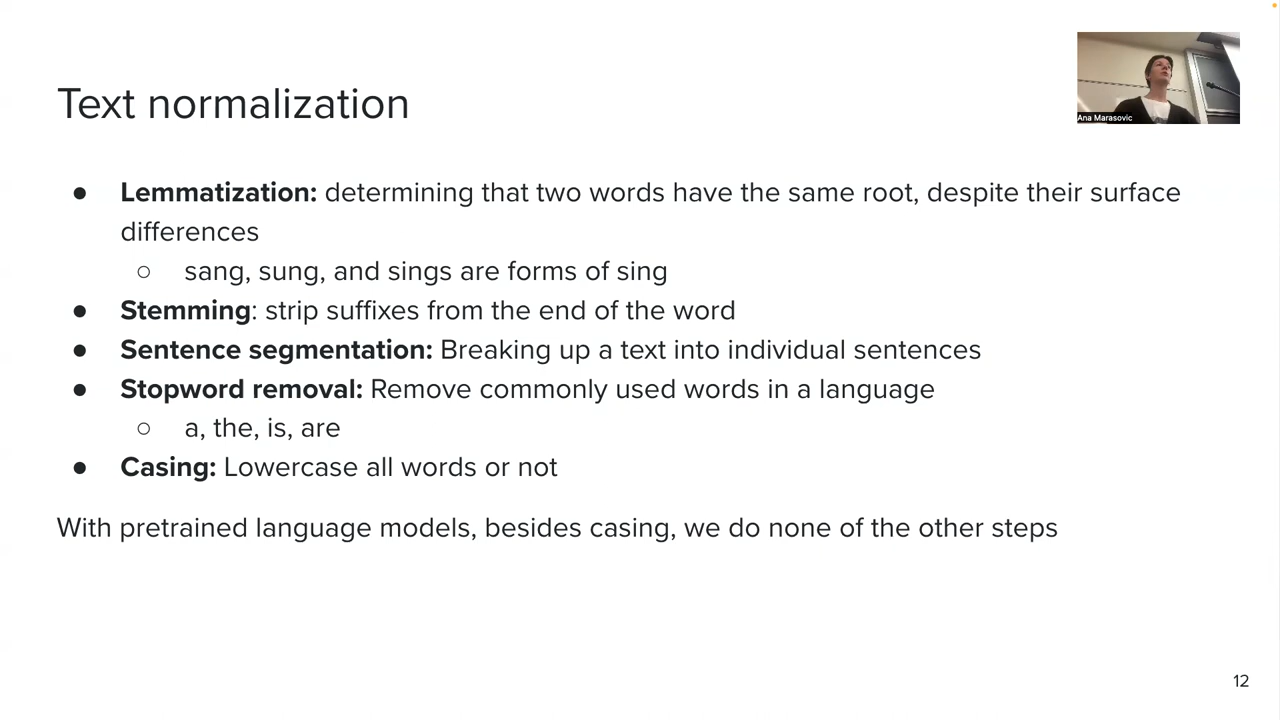 Ana Marasovic
Text normalization
● Lemmatization: determining that two words have the same root, despite their surface
differences
○ sang, sung, and sings are forms of sing
● Stemming: strip suffixes from the end of the word
● Sentence segmentation: Breaking up a text into individual sentences
● Stopword removal: Remove commonly used words in a language
○ a, the, is, are
● Casing: Lowercase all words or not
With pretrained language models, besides casing, we do none of the other steps
12